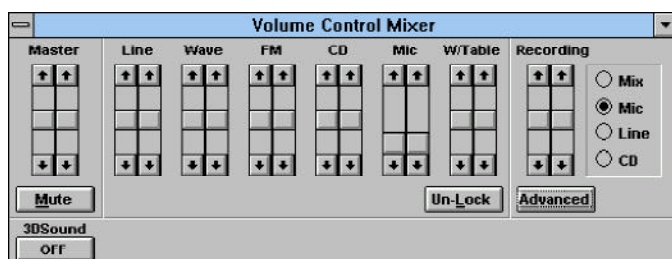 Volume Control Mixer
Master Line Wave FM CD Mic W/Table Recording
Mix
Mic
Line
CD
Mute Un-Lock Advanced
3DSound
OFF